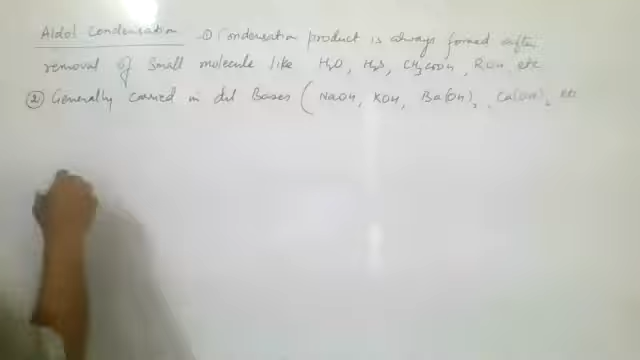 Aldol Condensation ① Condensation product is always formed after
removal of small molecule like H2O, H2S, CH3COOH, ROH, etc
② Generally carried in dil Bases ( NaOH, KOH, Ba(OH)2, Ca(OH)2 etc